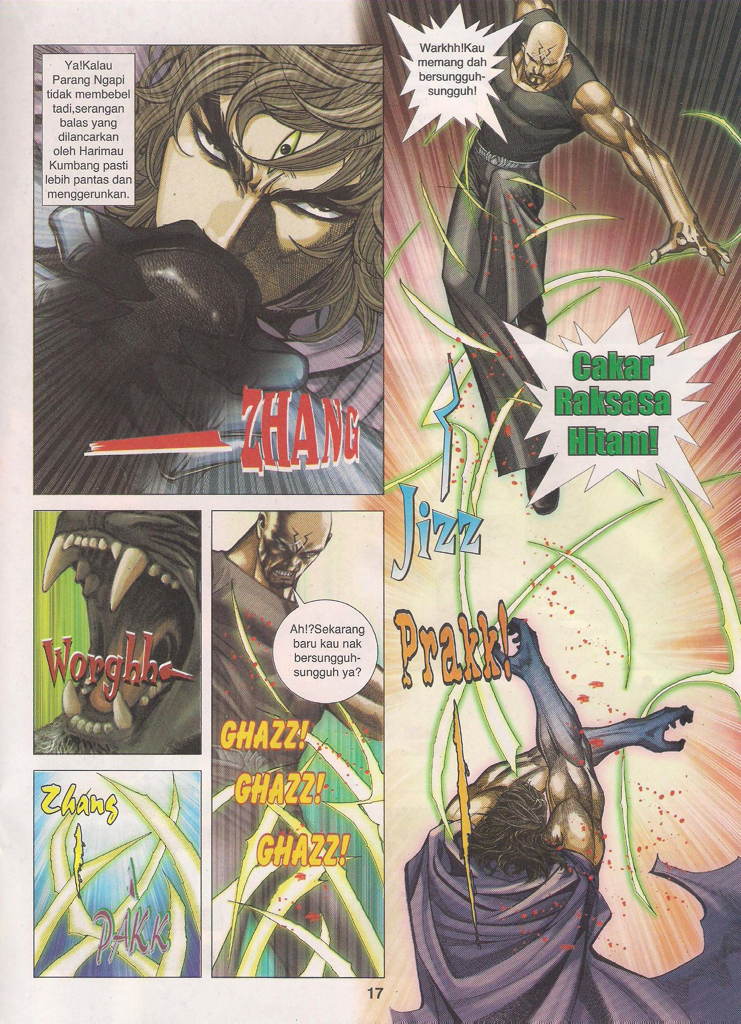 Ya!Kalau
Parang Ngapi
tidak membebel
tadi,serangan
balas yang
dilancarkan
oleh Harimau
Kumbang pasti
lebih pantas dan
menggerunkan.
ZHANG
Worghh
Ah!?Sekarang
baru kau nak
bersungguh-
sungguh ya?
GHAZZ!
GHAZZ!
GHAZZ!
Zhang
PAKK
Warkhh!Kau
memang dah
bersungguh-
sungguh!
Cakar
Raksasa
Hitam!
Jizz
Prakk!
17